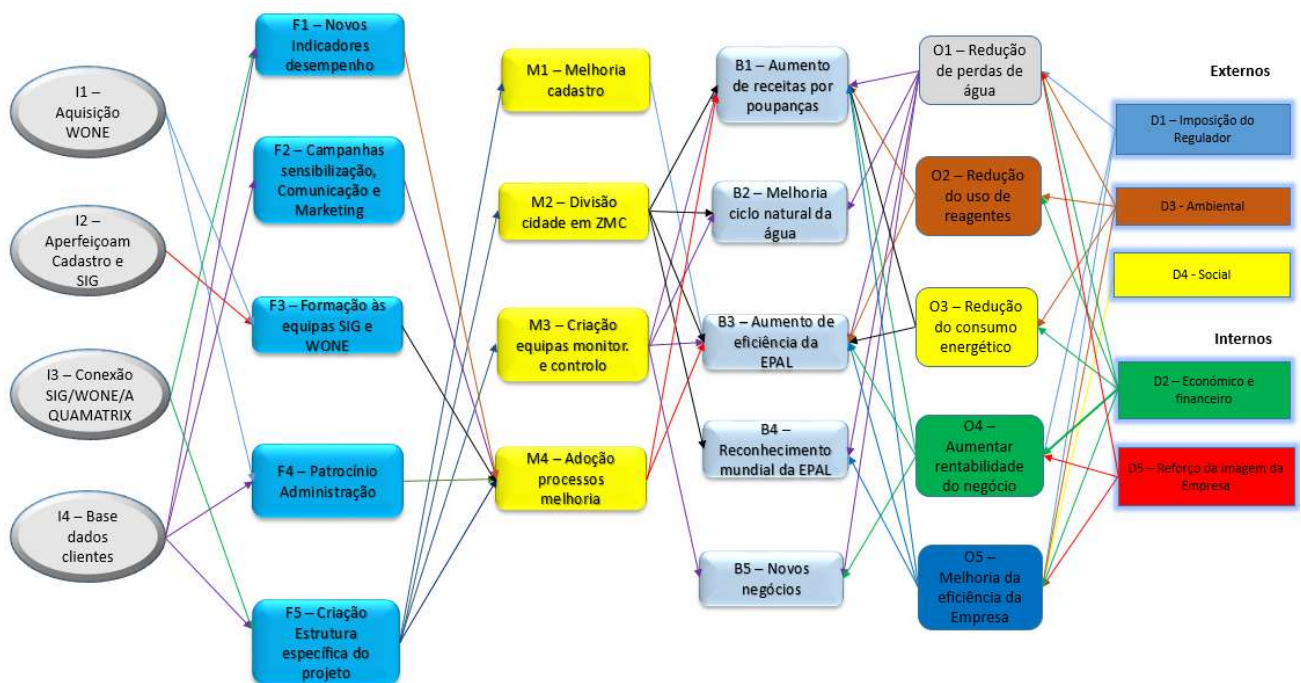 I1 –
Aquisição
WONE
I2 –
Aperfeiçoam
Cadastro e
SIG
I3 – Conexão
SIG/WONE/A
QUAMATRIX
I4 – Base
dados
clientes
F1 – Novos
Indicadores
desempenho
F2 – Campanhas
sensibilização,
Comunicação e
Marketing
F3 – Formação às
equipas SIG e
WONE
F4 – Patrocínio
Administração
F5 – Criação
Estrutura
específica do
projeto
M1 – Melhoria
cadastro
M2 – Divisão
cidade em ZMC
M3 – Criação
equipas monitor.
e controlo
M4 – Adoção
processos
melhoria
B1 – Aumento
de receitas por
poupanças
B2 – Melhoria
ciclo natural da
água
B3 – Aumento de
eficiência da
EPAL
B4 –
Reconhecimento
mundial da EPAL
B5 – Novos
negócios
O1 – Redução
de perdas de
água
O2 – Redução
do uso de
reagentes
O3 – Redução
do consumo
energético
O4 –
Aumentar
rentabilidade
do negócio
O5 –
Melhoria da
eficiência da
Empresa
Externos
D1 – Imposição do
Regulador
D3 - Ambiental
D4 - Social
Internos
D2 – Económico e
financeiro
D5 – Reforço da Imagem da
Empresa